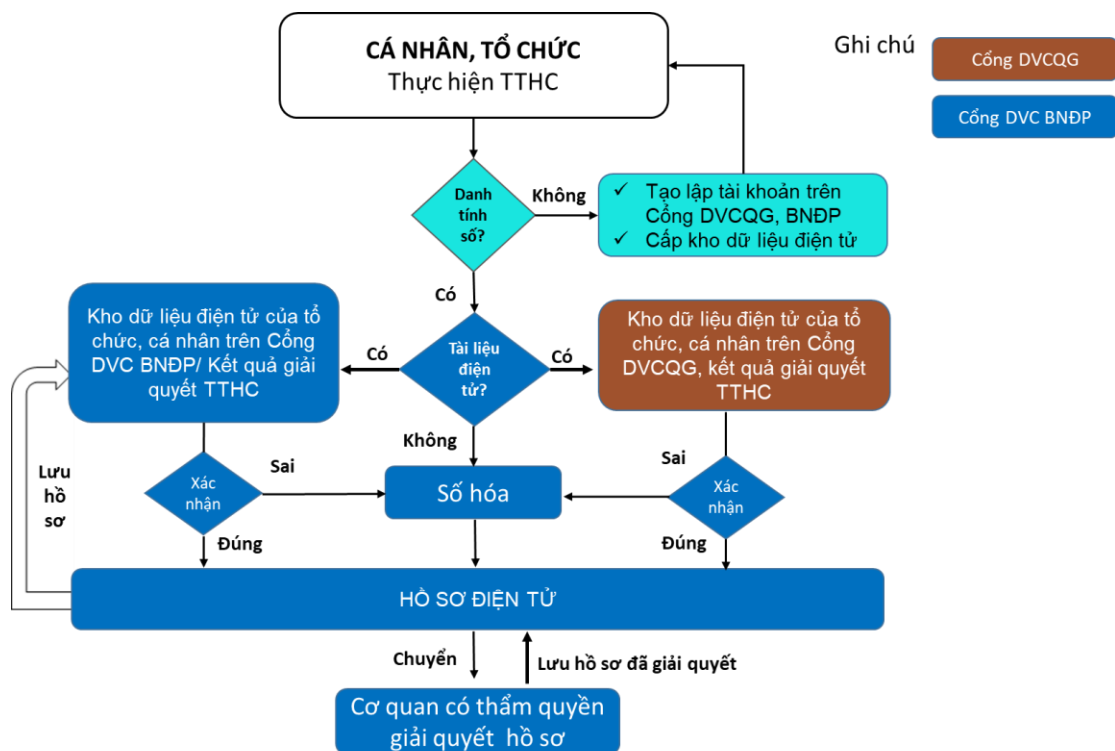 CÁ NHÂN, TỔ CHỨC
Thực hiện TTHC
Ghi chú
Cổng DVCQG
Cổng DVC BNĐP
Danh
tính
số?
Không
✓ Tạo lập tài khoản trên
Cổng DVCQG, BNĐP
✓ Cấp kho dữ liệu điện tử
Có
Kho dữ liệu điện tử của tổ
chức, cá nhân trên Cổng
DVC BNĐP/ Kết quả giải
quyết TTHC
Có
Tài liệu
điện
tử?
Có
Kho dữ liệu điện tử của tổ
chức, cá nhân trên Cổng
DVCQG, kết quả giải quyết
TTHC
Không
Lưu
hồ
sơ
Xác
nhận
Sai
Số hóa
Sai
Xác
nhận
Đúng
Đúng
HỒ SƠ ĐIỆN TỬ
Chuyển
Lưu hồ sơ đã giải quyết
Cơ quan có thẩm quyền
giải quyết hồ sơ